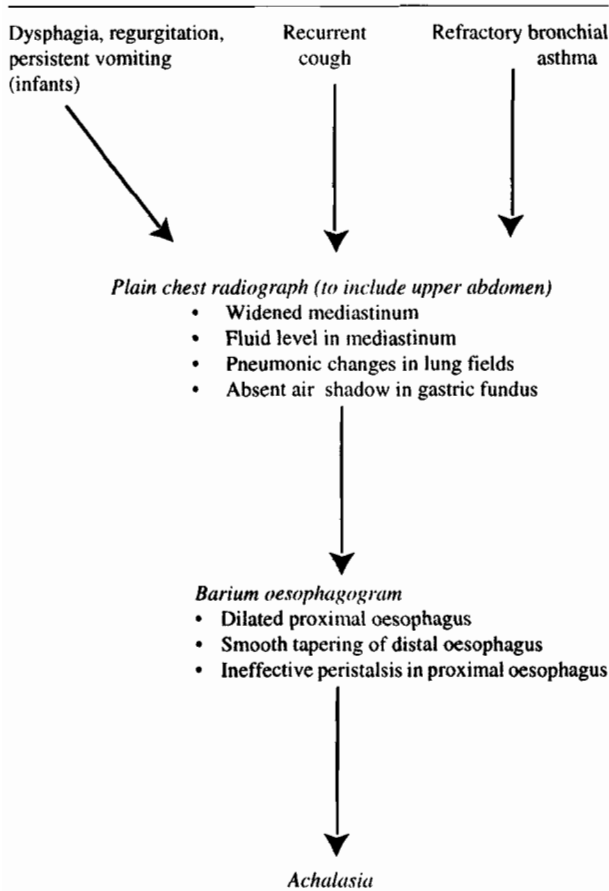 Dysphagia, regurgitation,
persistent vomiting
(infants)
Recurrent
cough
Refractory bronchial
asthma
Plain chest radiograph (to include upper abdomen)
• Widened mediastinum
• Fluid level in mediastinum
• Pneumonic changes in lung fields
• Absent air shadow in gastric fundus
Barium oesophagogram
• Dilated proximal oesophagus
• Smooth tapering of distal oesophagus
• Ineffective peristalsis in proximal oesophagus
Achalasia